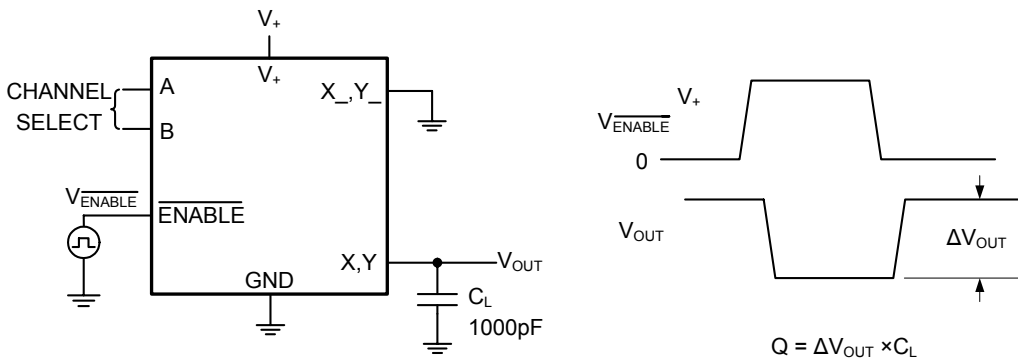 V₊
V₊
CHANNEL
SELECT
A
B
X_,Y_
V_ENABLE
ENABLE
X,Y
V_OUT
GND
C_L
1000pF
V₊
V_ENABLE
0
V_OUT
ΔV_OUT
Q = ΔV_OUT ×C_L